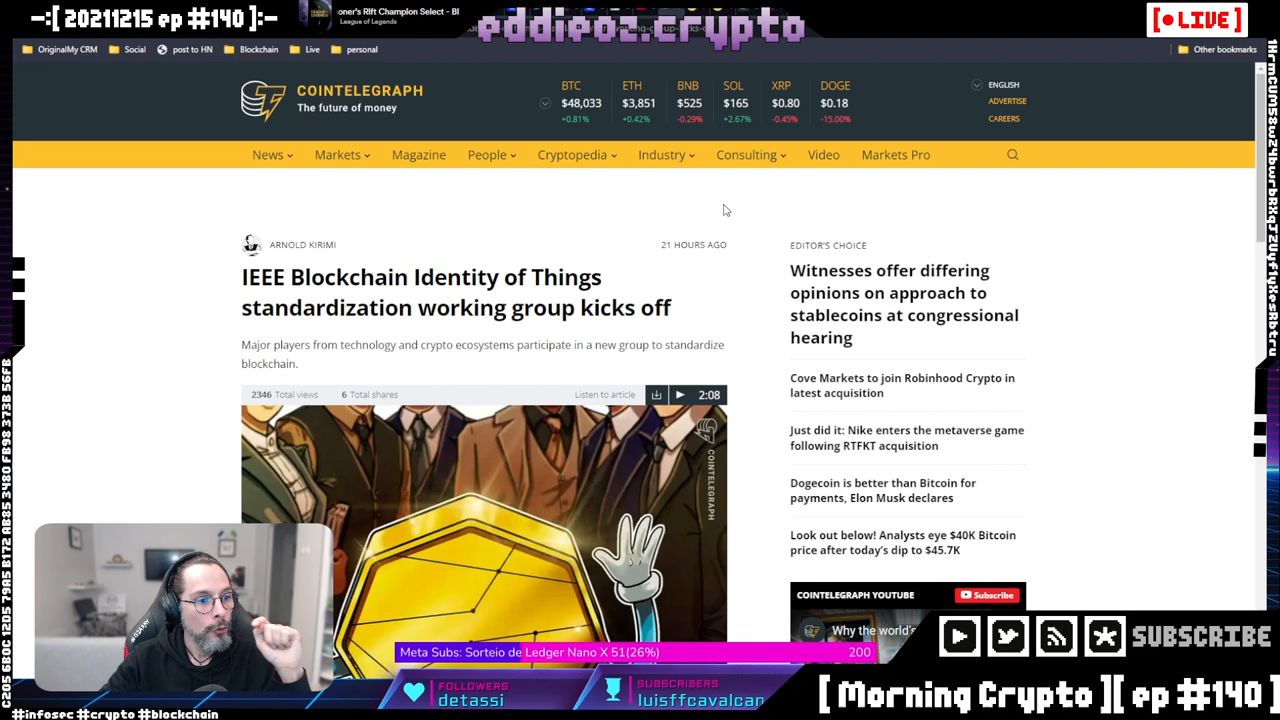 -:[ 20211215 ep #140 ]:-
oner's Rift Champion Select - Bl
League of Legends
eddieoz.crypto
[● LIVE ]
OriginalMy CRM
Social
post to HN
Blockchain
Live
personal
Other bookmarks
COINTELEGRAPH
The future of money
BTC ETH BNB SOL XRP DOGE
$48,033 $3,851 $525 $165 $0.80 $0.18
+0.81% +0.42% -0.29% +2.67% -0.45% -15.00%
ENGLISH
ADVERTISE
CAREERS
News Markets Magazine People Cryptopedia Industry Consulting Video Markets Pro
ARNOLD KIRIMI
21 HOURS AGO
IEEE Blockchain Identity of Things
standardization working group kicks off
Major players from technology and crypto ecosystems participate in a new group to standardize
blockchain.
2346 Total views
6 Total shares
Listen to article
2:08
COINTELEGRAPH
EDITOR'S CHOICE
Witnesses offer differing
opinions on approach to
stablecoins at congressional
hearing
Cove Markets to join Robinhood Crypto in
latest acquisition
Just did it: Nike enters the metaverse game
following RTFKT acquisition
Dogecoin is better than Bitcoin for
payments, Elon Musk declares
Look out below! Analysts eye $40K Bitcoin
price after today's dip to $45.7K
COINTELEGRAPH YOUTUBE
Subscribe
Why the world's
SUBSCRIBE
Meta Subs: Sorteio de Ledger Nano X 51(26%)
200
FOLLOWERS
detassi
SUBSCRIBERS
luisffcavalcan
[ Morning Crypto ][ ep #140 ]
#infosec #crypto #blockchain
C205 5B0C 12D5 79A5 B172 AB35 3480 FB98 373B 56FB